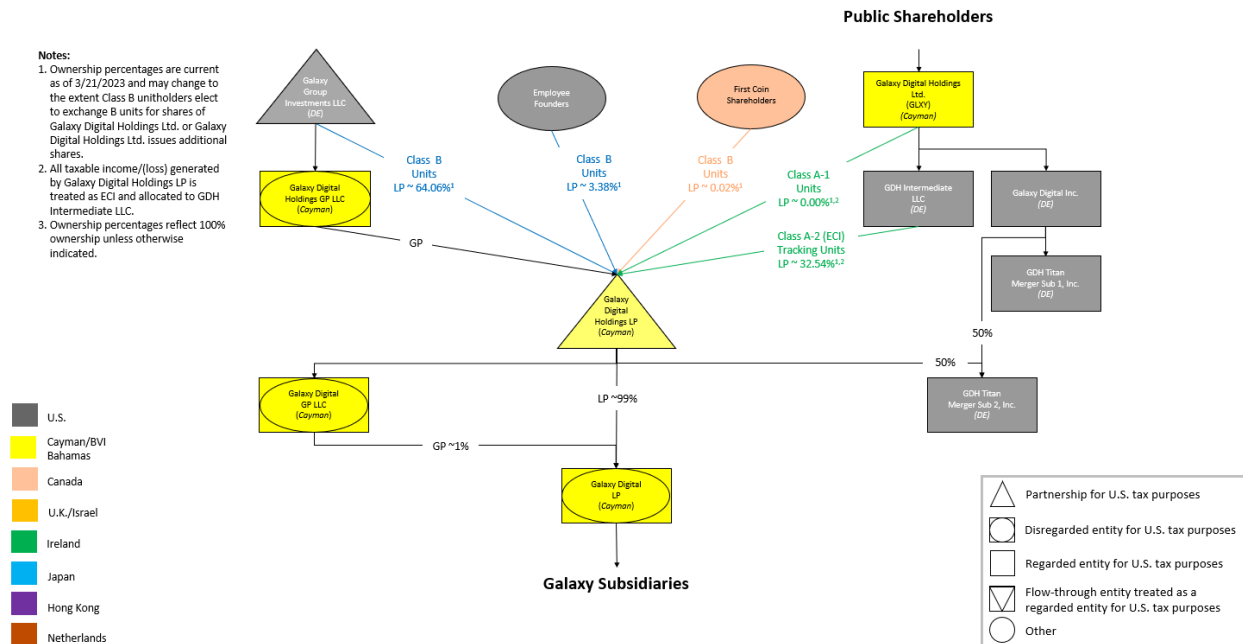 Public Shareholders
Notes:
1. Ownership percentages are current
as of 3/21/2023 and may change to
the extent Class B unitholders elect
to exchange B units for shares of
Galaxy Digital Holdings Ltd. or Galaxy
Digital Holdings Ltd. issues additional
shares.
2. All taxable income/(loss) generated
by Galaxy Digital Holdings LP is
treated as ECI and allocated to GDH
Intermediate LLC.
3. Ownership percentages reflect 100%
ownership unless otherwise
indicated.
Galaxy
Group
Investments LLC
(DE)
Employee
Founders
First Coin
Shareholders
Galaxy Digital Holdings
Ltd.
(GLXY)
(Cayman)
Class B
Units
LP ~ 64.06%¹
Class B
Units
LP ~ 3.38%¹
Class B
Units
LP ~ 0.02%¹
Class A-1
Units
LP ~ 0.00%¹,²
Galaxy Digital
Holdings GP LLC
(Cayman)
GDH Intermediate
LLC
(DE)
Galaxy Digital Inc.
(DE)
GP
Class A-2 (ECI)
Tracking Units
LP ~ 32.54%¹,²
GDH Titan
Merger Sub 1, Inc.
(DE)
Galaxy
Digital
Holdings LP
(Cayman)
50%
50%
Galaxy Digital
GP LLC
(Cayman)
LP ~99%
GDH Titan
Merger Sub 2, Inc.
(DE)
GP ~1%
Galaxy Digital
LP
(Cayman)
Galaxy Subsidiaries
U.S.
Cayman/BVI
Bahamas
Canada
U.K./Israel
Ireland
Japan
Hong Kong
Netherlands
Partnership for U.S. tax purposes
Disregarded entity for U.S. tax purposes
Regarded entity for U.S. tax purposes
Flow-through entity treated as a
regarded entity for U.S. tax purposes
Other